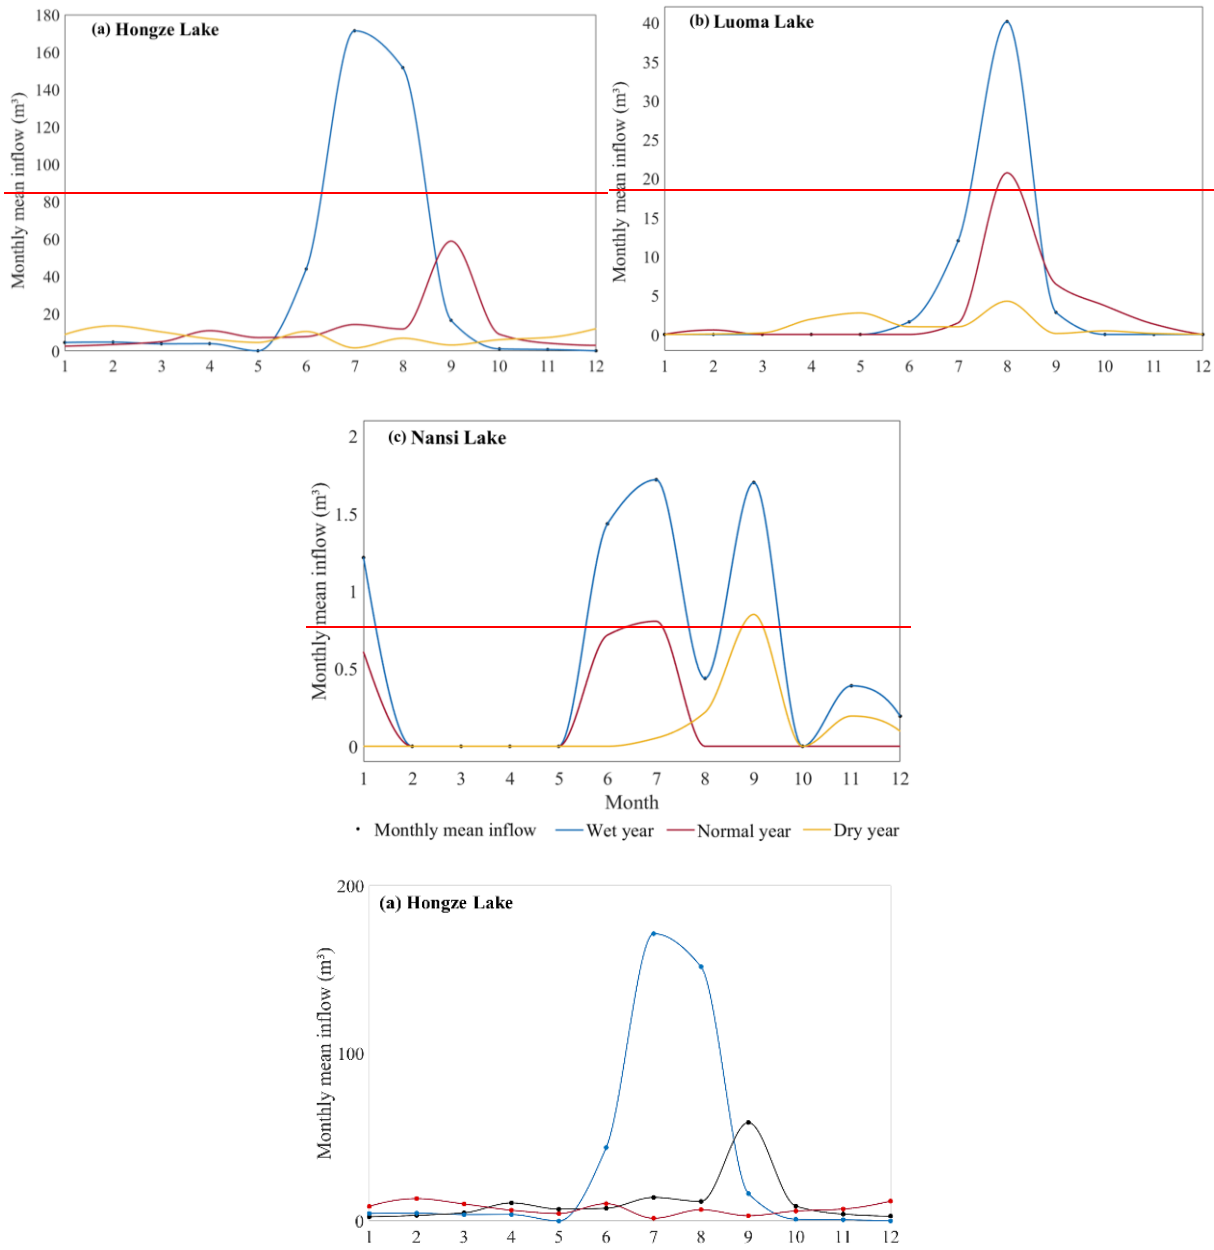 (a) Hongze Lake
Monthly mean inflow (m³)
180
160
140
120
100
80
60
40
20
0
1 2 3 4 5 6 7 8 9 10 11 12
(b) Luoma Lake
Monthly mean inflow (m³)
40
35
30
25
20
15
10
5
0
1 2 3 4 5 6 7 8 9 10 11 12
(c) Nansi Lake
Monthly mean inflow (m³)
2
1.5
1
0.5
0
1 2 3 4 5 6 7 8 9 10 11 12
Month
Monthly mean inflow Wet year Normal year Dry year
(a) Hongze Lake
Monthly mean inflow (m³)
200
100
0
1 2 3 4 5 6 7 8 9 10 11 12